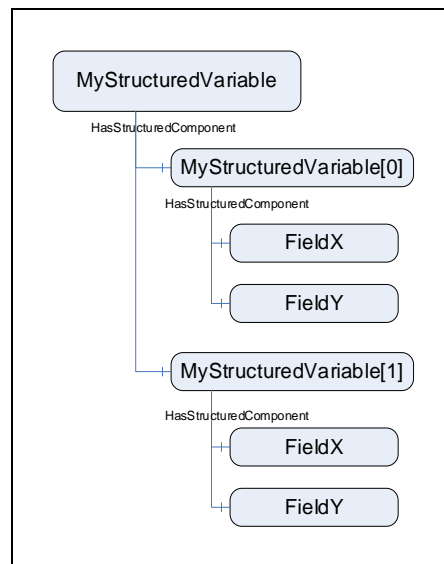 MyStructuredVariable
HasStructuredComponent
MyStructuredVariable[0]
HasStructuredComponent
FieldX
FieldY
MyStructuredVariable[1]
HasStructuredComponent
FieldX
FieldY